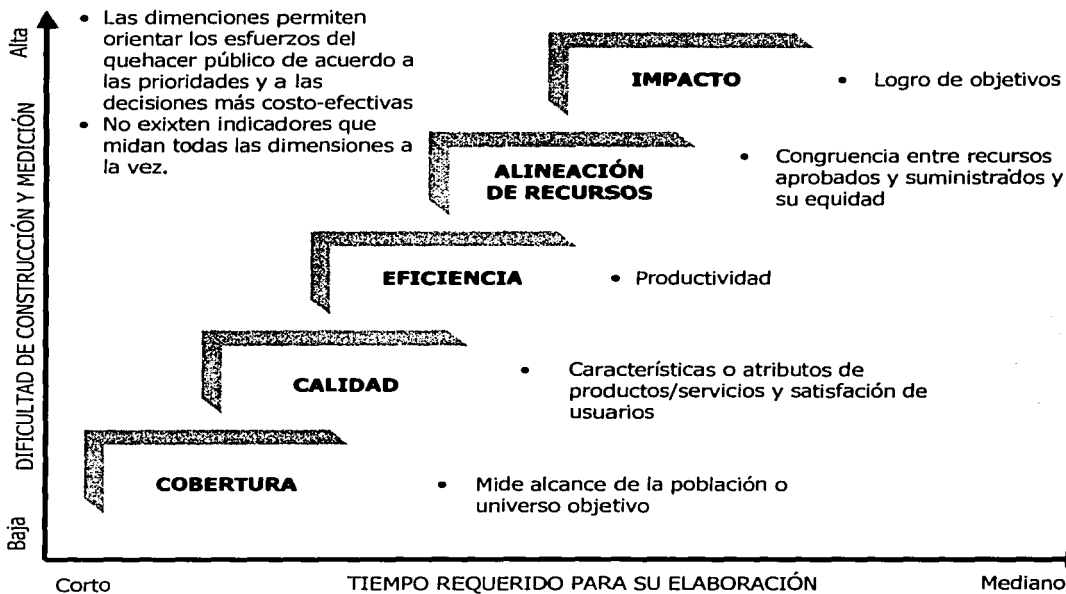 • Las dimenciones permiten
orientar los esfuerzos del
quehacer público de acuerdo a
las prioridades y a las
decisiones más costo-efectivas
• No exixten indicadores que
midan todas las dimensiones a
la vez.
Alta
DIFICULTAD DE CONSTRUCCIÓN Y MEDICIÓN
Baja
IMPACTO
• Logro de objetivos
ALINEACIÓN
DE RECURSOS
• Congruencia entre recursos
aprobados y suministrados y
su equidad
EFICIENCIA
• Productividad
CALIDAD
• Características o atributos de
productos/servicios y satisfación de
usuarios
COBERTURA
• Mide alcance de la población o
universo objetivo
Corto
TIEMPO REQUERIDO PARA SU ELABORACIÓN
Mediano